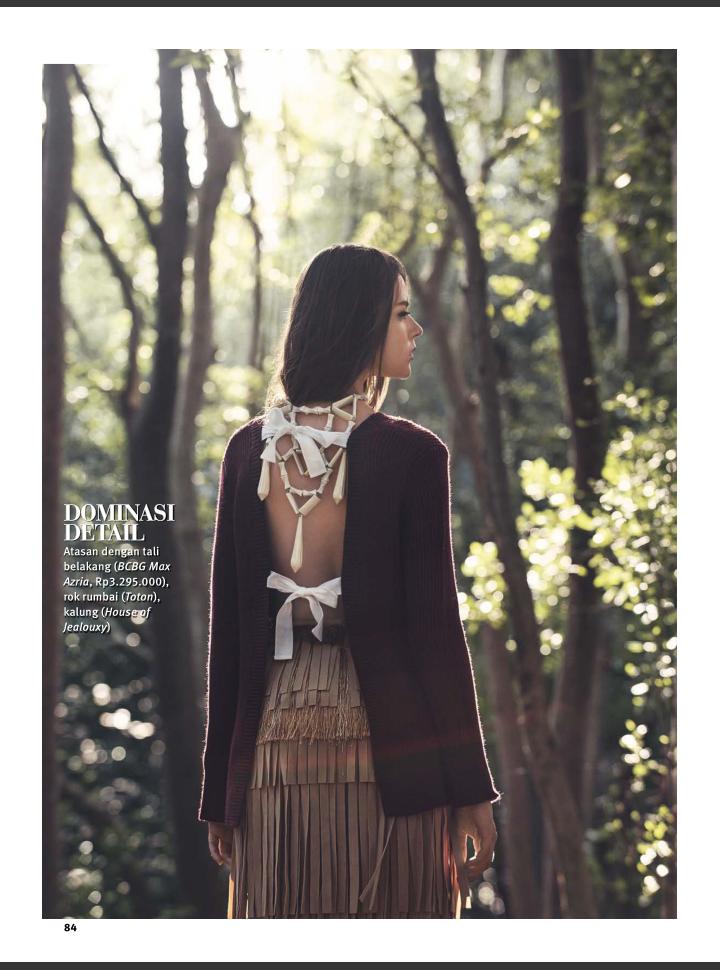 DOMINASI
DETAIL
Atasan dengan tali
belakang (BCBG Max
Azria, Rp3.295.000),
rok rumbai (Toton),
kalung (House of
Jealouxy)
84